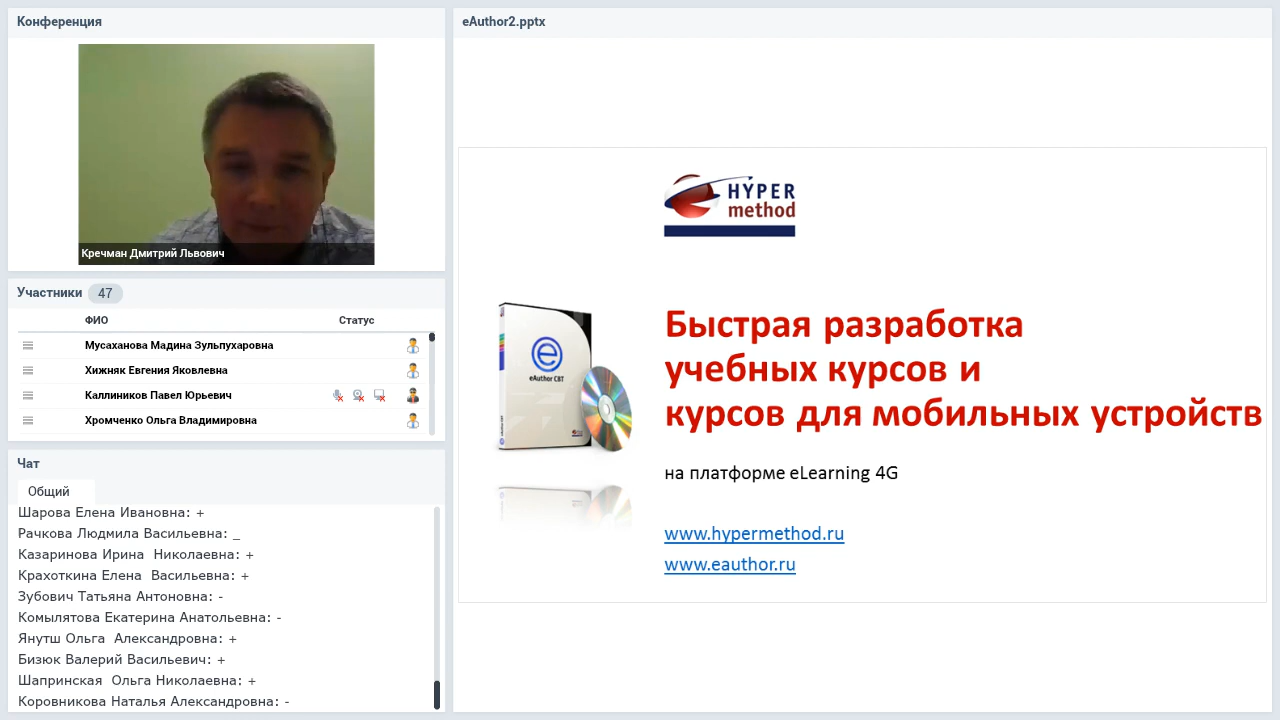 Конференция
Кречман Дмитрий Львович
Участники 47
ФИО Статус
Мусаханова Мадина Зульпухаровна
Хижняк Евгения Яковлевна
Каллиников Павел Юрьевич
Хромченко Ольга Владимировна
Чат
Общий
Шарова Елена Ивановна: +
Рачкова Людмила Васильевна: _
Казаринова Ирина Николаевна: +
Крахоткина Елена Васильевна: +
Зубович Татьяна Антоновна: -
Комылятова Екатерина Анатольевна: -
Янутш Ольга Александровна: +
Бизюк Валерий Васильевич: +
Шапринская Ольга Николаевна: +
Коровникова Наталья Александровна: -
eAuthor2.pptx
HYPER
method
eAuthor CBT
Быстрая разработка
учебных курсов и
курсов для мобильных устройств
на платформе eLearning 4G
www.hypermethod.ru
www.eauthor.ru